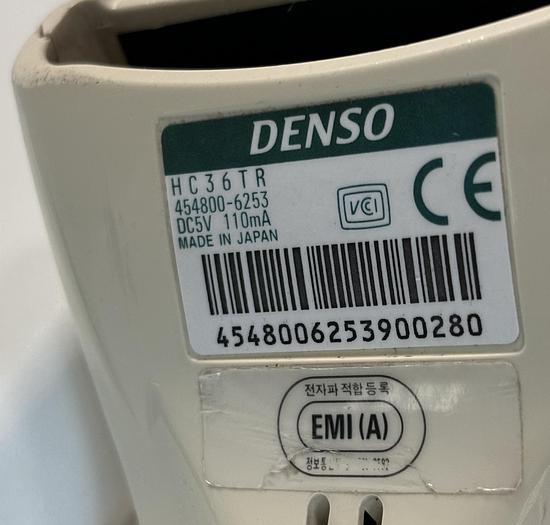 DENSO
HC36TR
454800-6253
DC5V 110mA
MADE IN JAPAN
VCI
CE
4548006253900280
전자파적합등록
EMI (A)